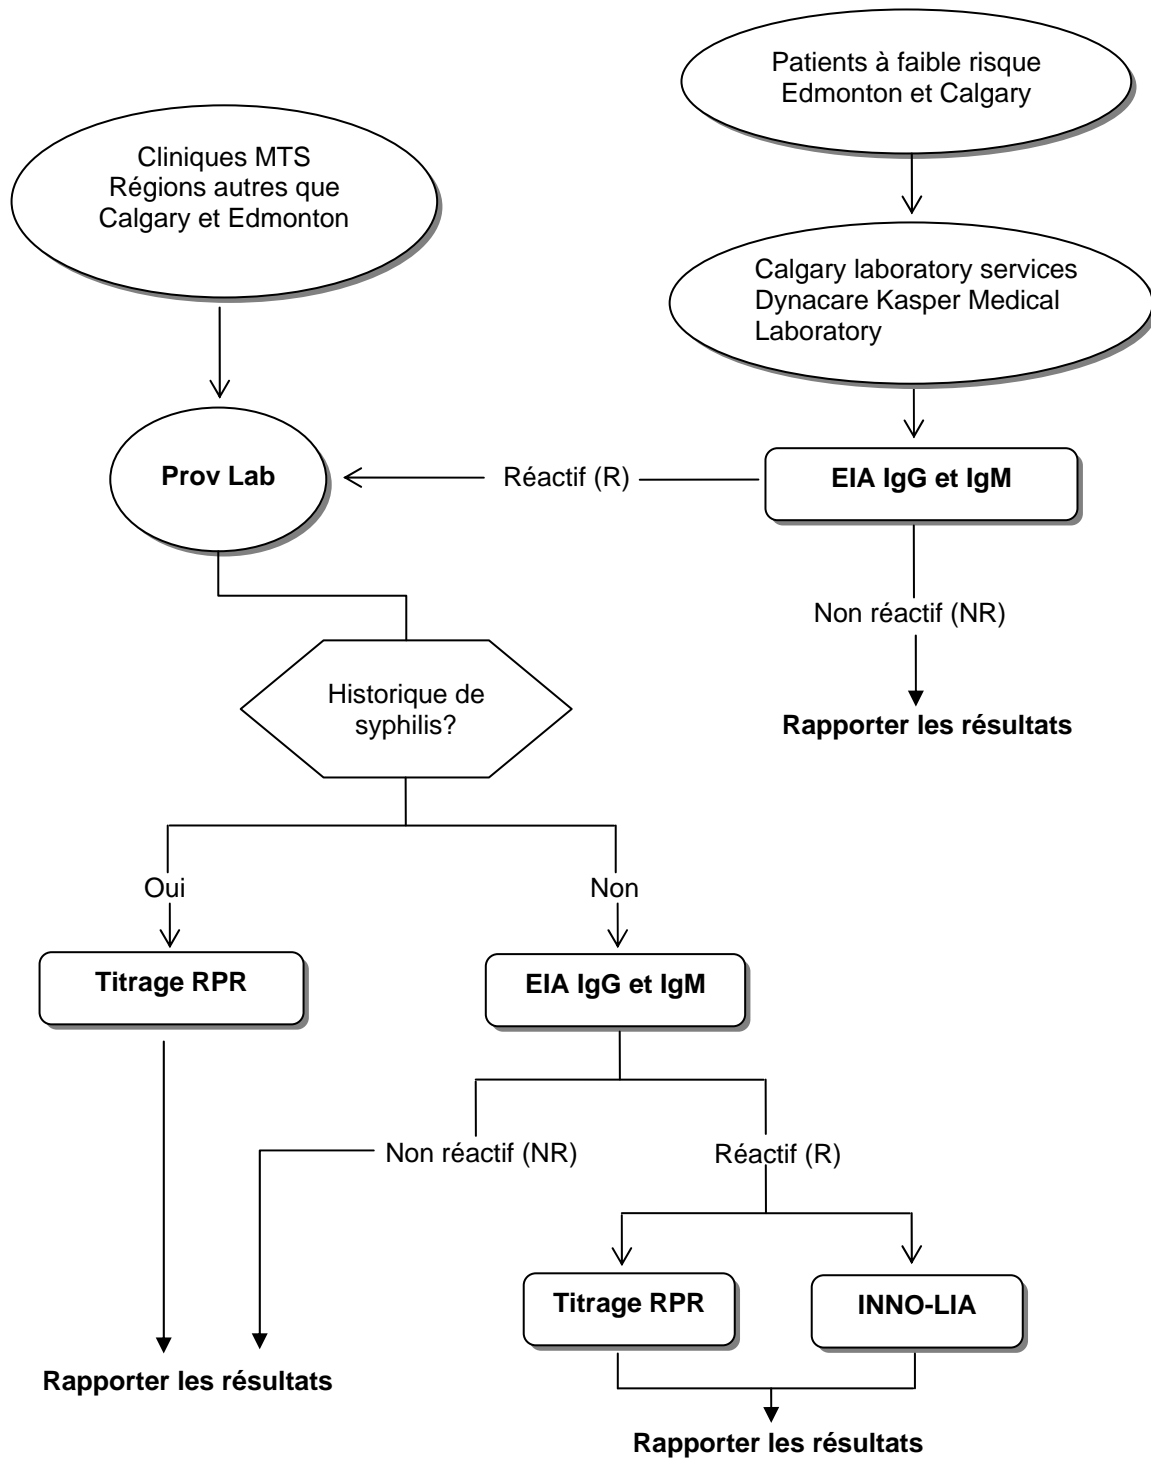 Patients à faible risque
Edmonton et Calgary
Cliniques MTS
Régions autres que
Calgary et Edmonton
Calgary laboratory services
Dynacare Kasper Medical
Laboratory
Prov Lab
Réactif (R)
EIA IgG et IgM
Non réactif (NR)
Rapporter les résultats
Historique de
syphilis?
Oui
Non
Titrage RPR
EIA IgG et IgM
Non réactif (NR)
Réactif (R)
Titrage RPR
INNO-LIA
Rapporter les résultats
Rapporter les résultats